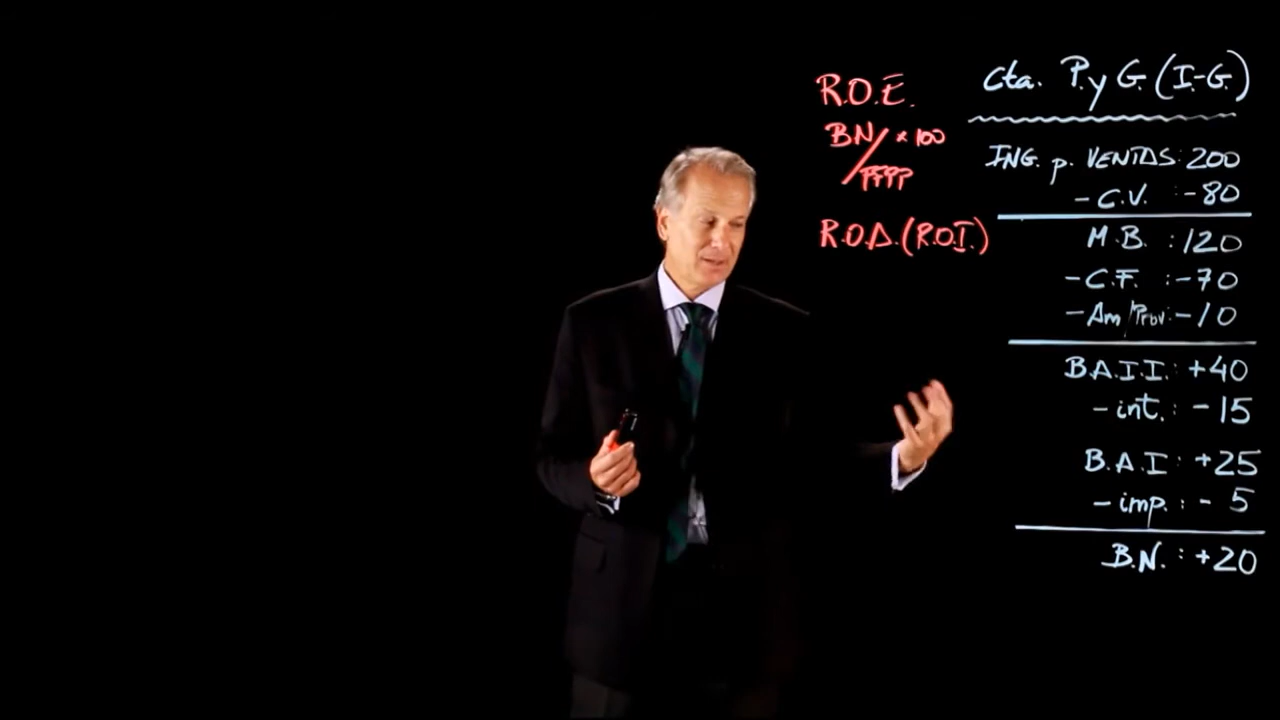 R.O.E.
BN/FFPP × 100
R.O.A. (R.O.I.)
Cta. P. y G. (I-G.)
ING. p. VENTAS: 200
- C.V. : -80
M.B. : 120
- C.F. : -70
- Am/Prov: -10
B.A.I.I.: +40
- int. : -15
B.A.I : +25
- imp. : - 5
B.N. : +20